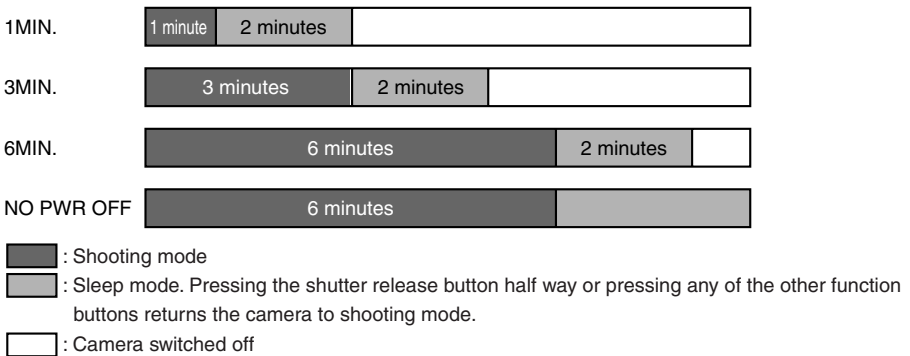 1MIN. 1 minute 2 minutes
3MIN. 3 minutes 2 minutes
6MIN. 6 minutes 2 minutes
NO PWR OFF 6 minutes
: Shooting mode
: Sleep mode. Pressing the shutter release button half way or pressing any of the other function
buttons returns the camera to shooting mode.
: Camera switched off